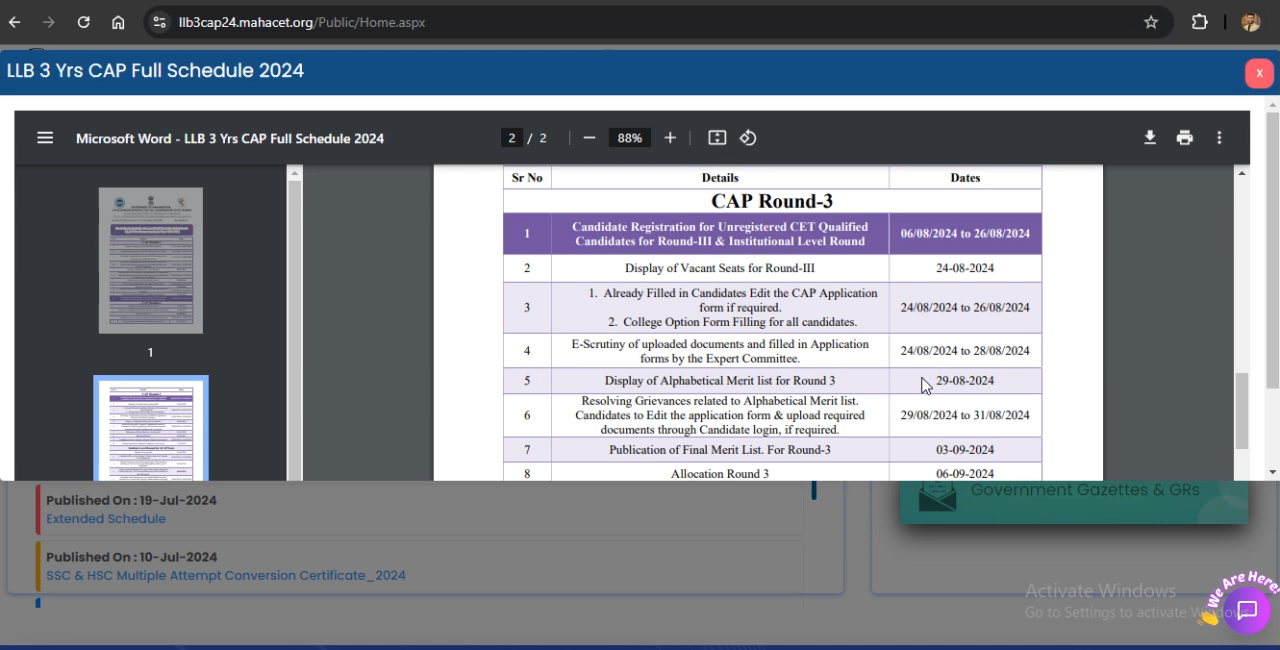 llb3cap24.mahacet.org/Public/Home.aspx
LLB 3 Yrs CAP Full Schedule 2024
x
Microsoft Word - LLB 3 Yrs CAP Full Schedule 2024
2 / 2
88%
Sr No Details Dates
CAP Round-3
1 Candidate Registration for Unregistered CET Qualified
Candidates for Round-III & Institutional Level Round 06/08/2024 to 26/08/2024
2 Display of Vacant Seats for Round-III 24-08-2024
3 1. Already Filled in Candidates Edit the CAP Application
form if required.
2. College Option Form Filling for all candidates. 24/08/2024 to 26/08/2024
4 E-Scrutiny of uploaded documents and filled in Application
forms by the Expert Committee. 24/08/2024 to 28/08/2024
5 Display of Alphabetical Merit list for Round 3 29-08-2024
6 Resolving Grievances related to Alphabetical Merit list.
Candidates to Edit the application form & upload required
documents through Candidate login, if required. 29/08/2024 to 31/08/2024
7 Publication of Final Merit List. For Round-3 03-09-2024
8 Allocation Round 3 06-09-2024
1
Published On : 19-Jul-2024
Extended Schedule
Published On : 10-Jul-2024
SSC & HSC Multiple Attempt Conversion Certificate_2024
Government Gazettes & GRs
Activate Windows
Go to Settings to activate Windows.
We Are Here!